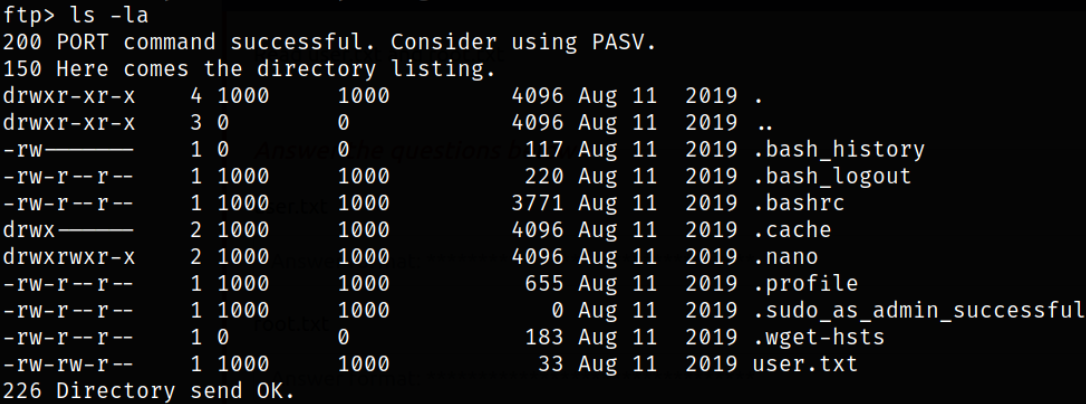 ftp> ls -la
200 PORT command successful. Consider using PASV.
150 Here comes the directory listing.
drwxr-xr-x    4 1000     1000         4096 Aug 11  2019 .
drwxr-xr-x    3 0        0            4096 Aug 11  2019 ..
-rw-------    1 0        0             117 Aug 11  2019 .bash_history
-rw-r--r--    1 1000     1000          220 Aug 11  2019 .bash_logout
-rw-r--r--    1 1000     1000         3771 Aug 11  2019 .bashrc
drwx------    2 1000     1000         4096 Aug 11  2019 .cache
drwxrwxr-x    2 1000     1000         4096 Aug 11  2019 .nano
-rw-r--r--    1 1000     1000          655 Aug 11  2019 .profile
-rw-r--r--    1 1000     1000            0 Aug 11  2019 .sudo_as_admin_successful
-rw-r--r--    1 0        0             183 Aug 11  2019 .wget-hsts
-rw-rw-r--    1 1000     1000           33 Aug 11  2019 user.txt
226 Directory send OK.